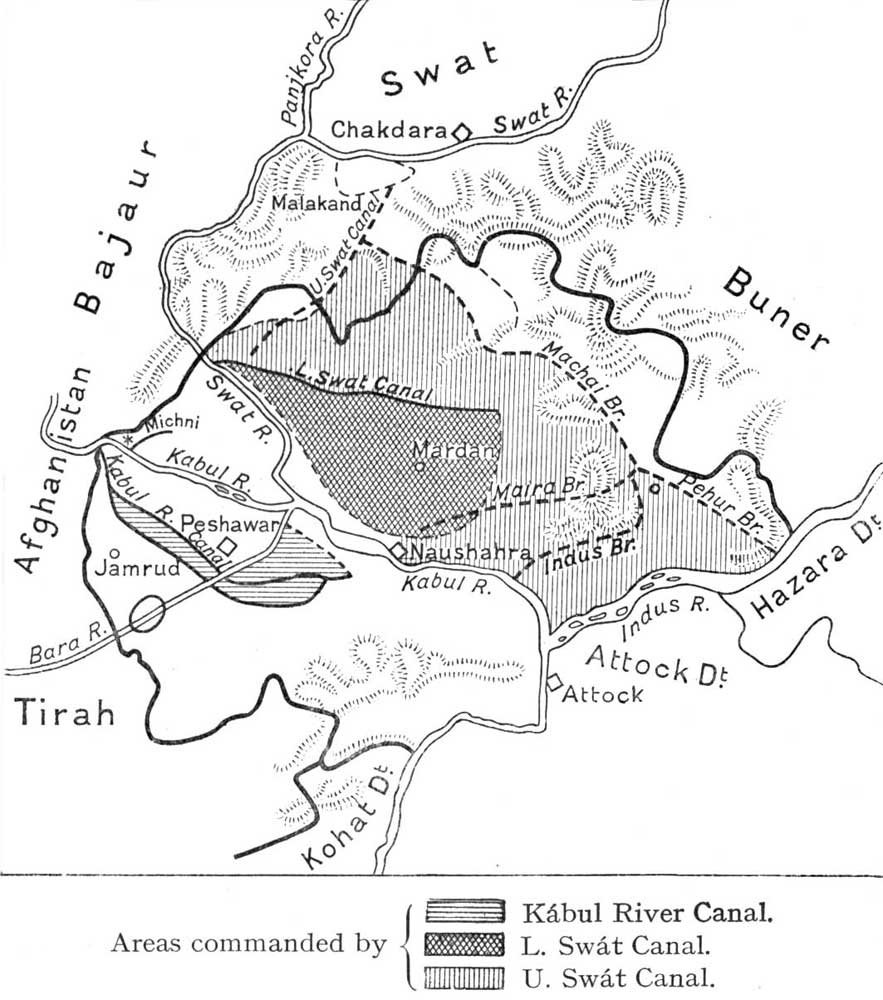 Panjkora R.
Swat
Chakdara
Swat R.
Bajaur
Malakand
U. Swat Canal
Buner
Machai Br.
L. Swat Canal
Swat R.
Afghanistan
Michni
Kabul R.
Mardan
Maira Br.
Pehur Br.
Kabul R. Canal
Peshawar
Naushahra
Indus Br.
Jamrud
Kabul R.
Hazara Dt.
Indus R.
Bara R.
Attock Dt.
Attock
Tirah
Kohat Dt.
Areas commanded by
Kábul River Canal.
L. Swát Canal.
U. Swát Canal.